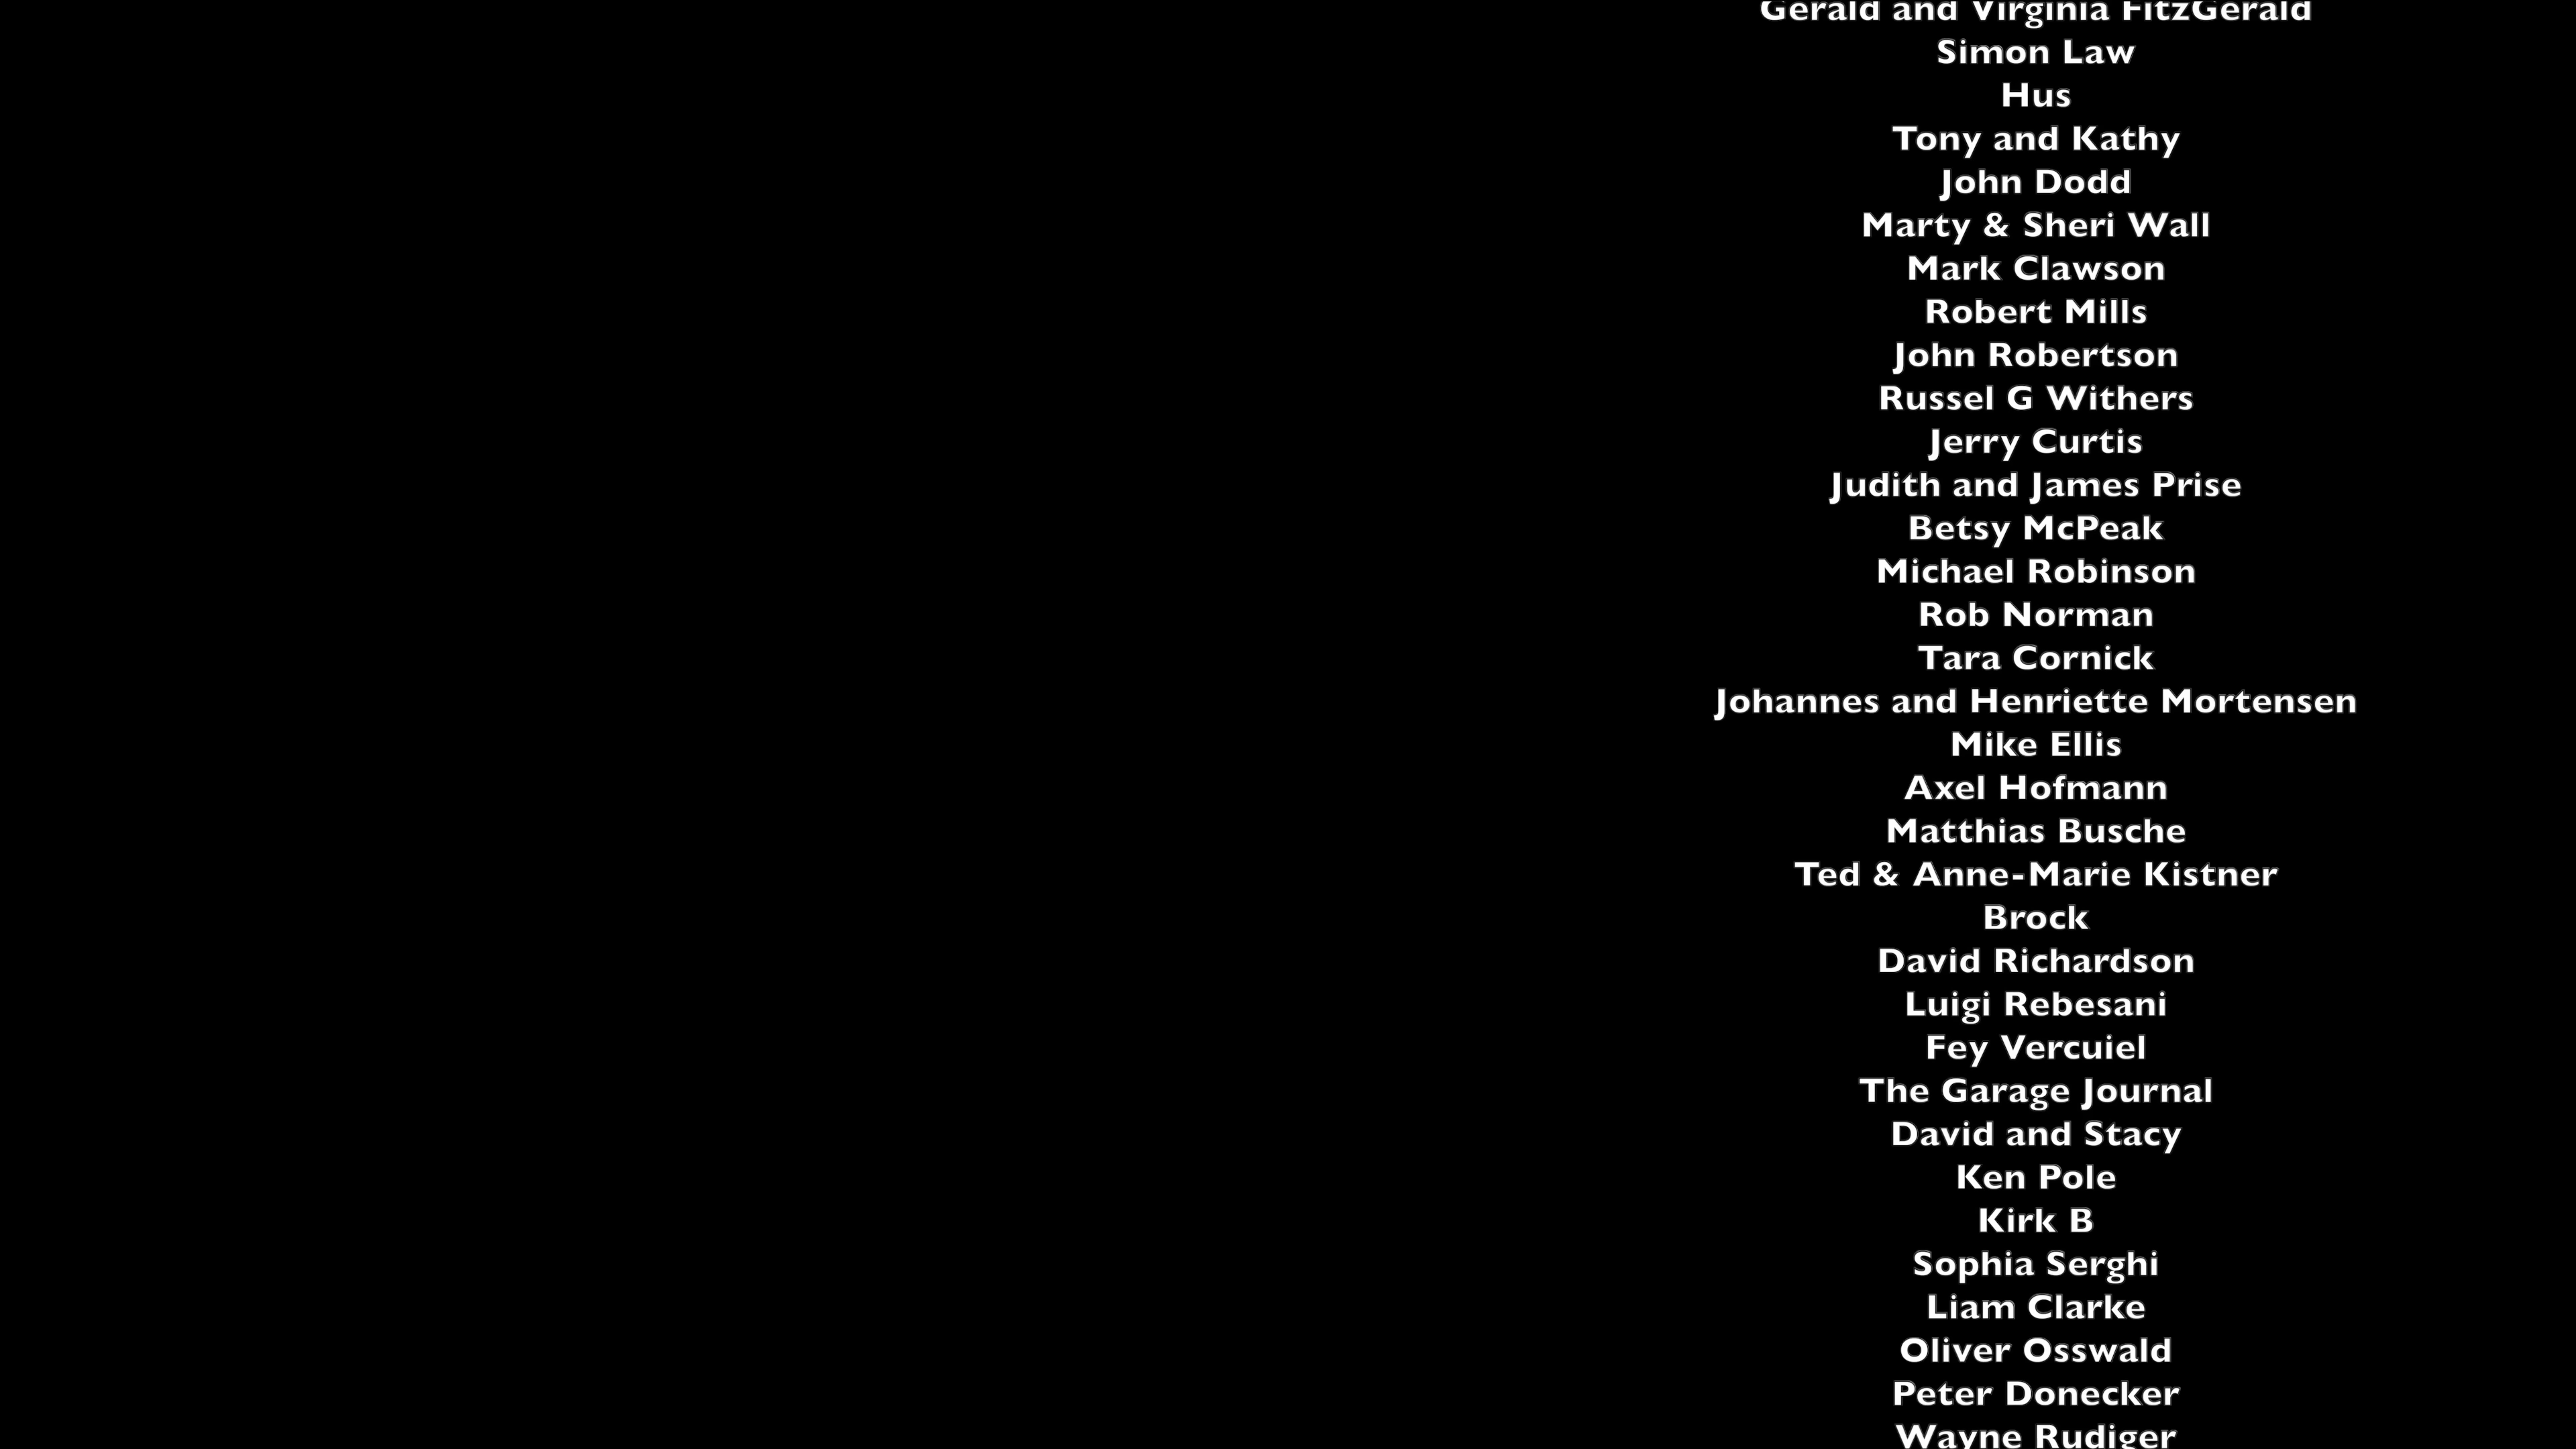 Gerald and Virginia FitzGerald
Simon Law
Hus
Tony and Kathy
John Dodd
Marty & Sheri Wall
Mark Clawson
Robert Mills
John Robertson
Russel G Withers
Jerry Curtis
Judith and James Prise
Betsy McPeak
Michael Robinson
Rob Norman
Tara Cornick
Johannes and Henriette Mortensen
Mike Ellis
Axel Hofmann
Matthias Busche
Ted & Anne-Marie Kistner
Brock
David Richardson
Luigi Rebesani
Fey Vercuiel
The Garage Journal
David and Stacy
Ken Pole
Kirk B
Sophia Serghi
Liam Clarke
Oliver Osswald
Peter Donecker
Wayne Rudiger